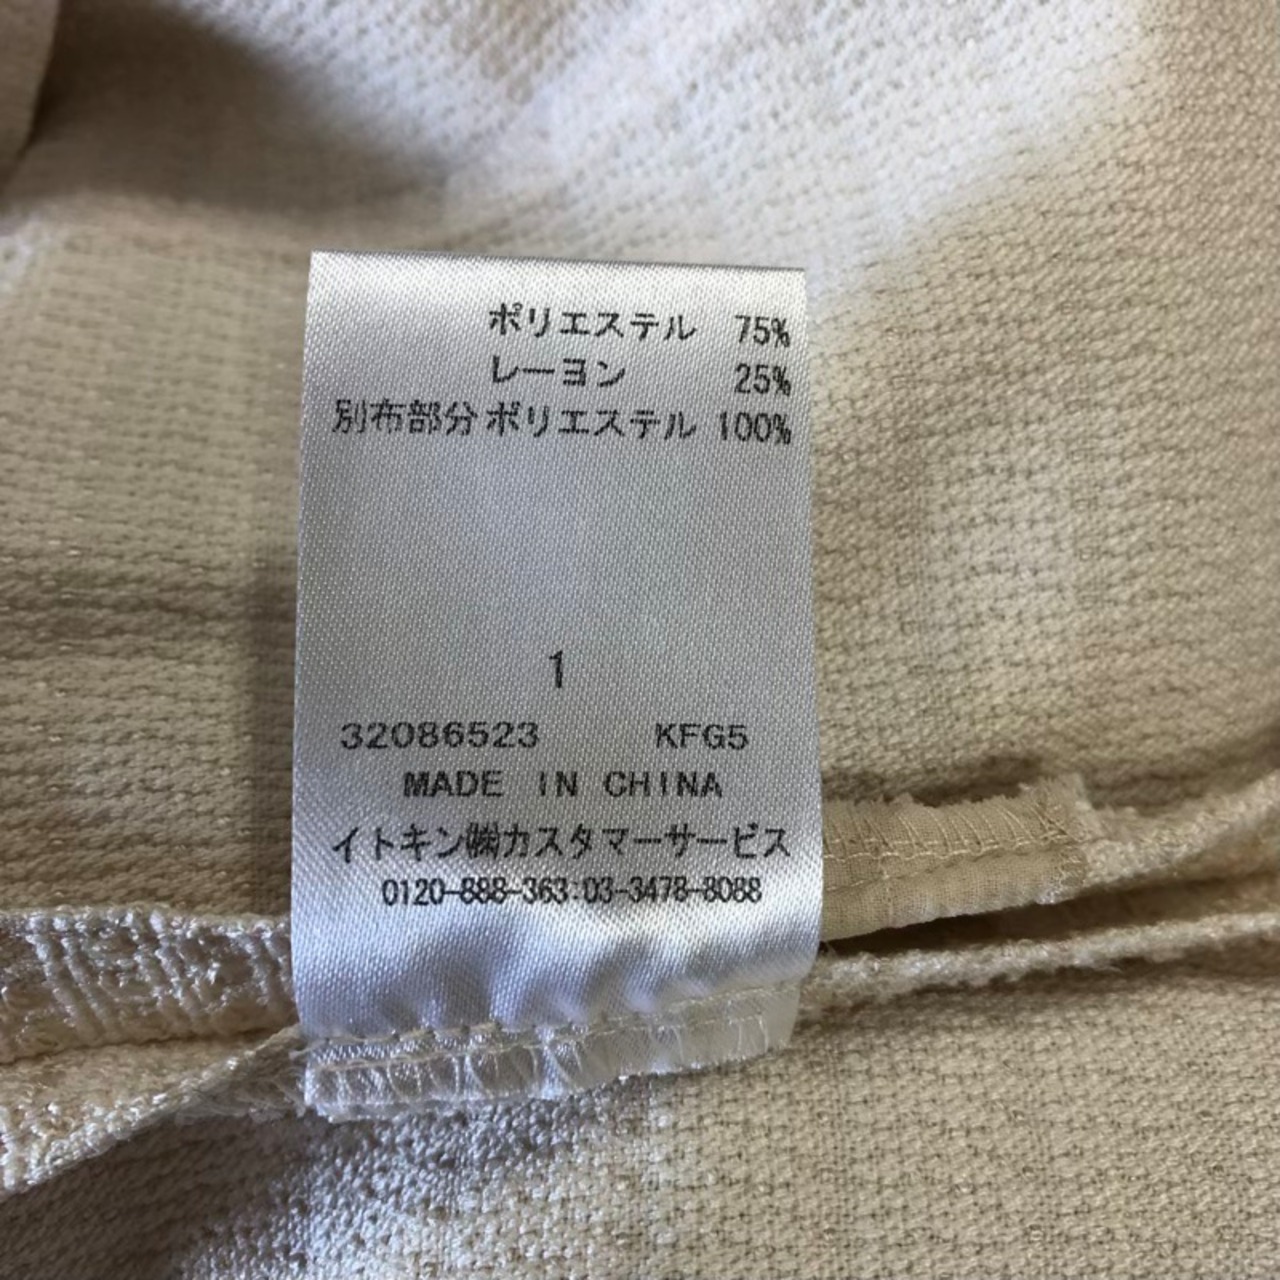 ポリエステル 75%
レーヨン 25%
別布部分 ポリエステル 100%
1
32086523 KFG5
MADE IN CHINA
イトキン㈱カスタマーサービス
0120-888-363:03-3478-8088